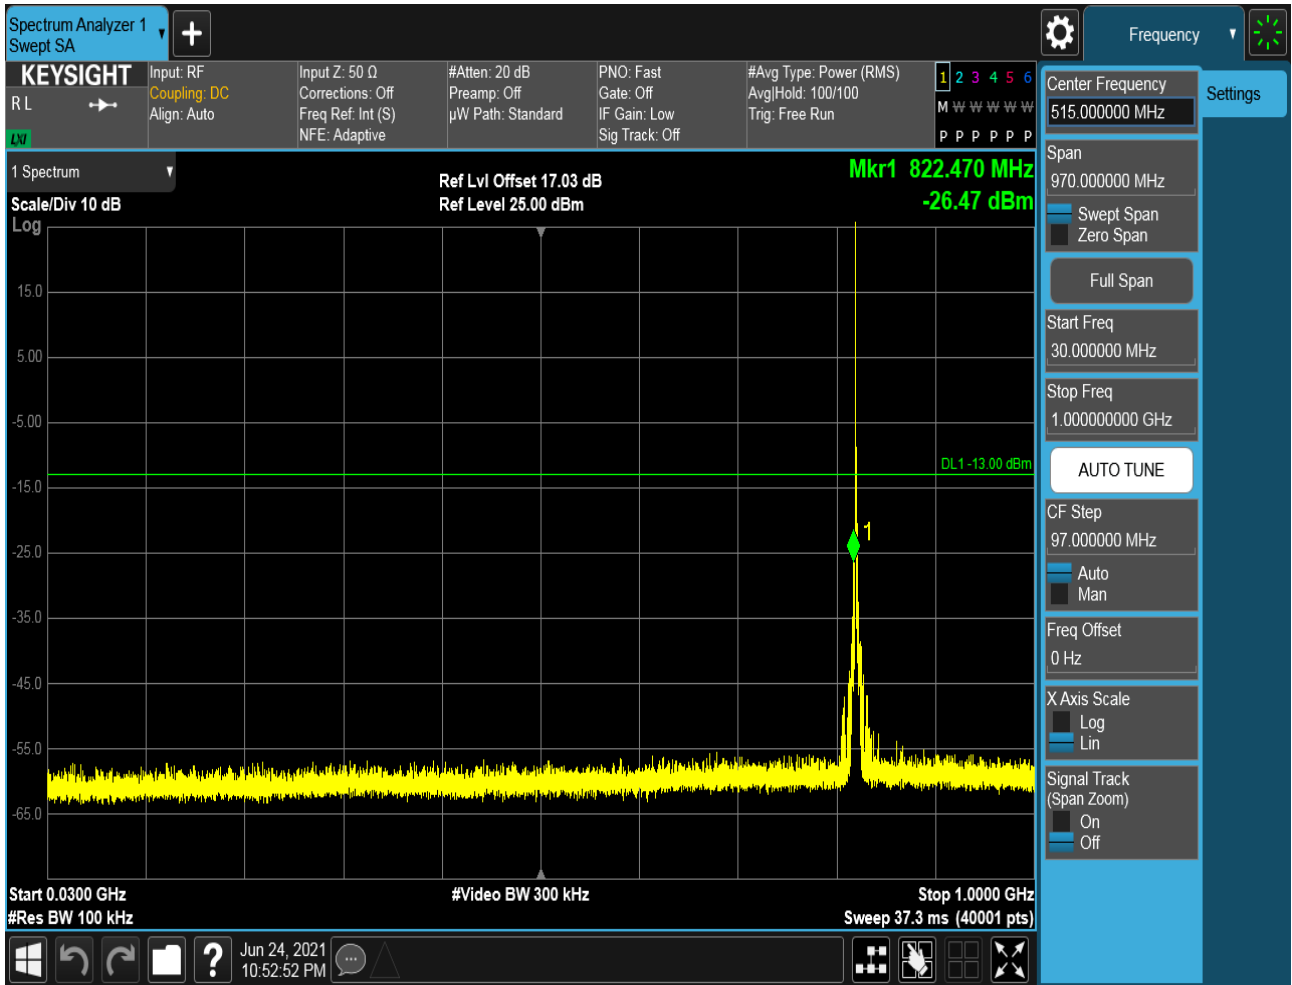 Spectrum Analyzer 1
Swept SA
Frequency
KEYSIGHT
R L
LXI
Input: RF
Coupling: DC
Align: Auto
Input Z: 50 Ω
Corrections: Off
Freq Ref: Int (S)
NFE: Adaptive
#Atten: 20 dB
Preamp: Off
µW Path: Standard
PNO: Fast
Gate: Off
IF Gain: Low
Sig Track: Off
#Avg Type: Power (RMS)
Avg|Hold: 100/100
Trig: Free Run
1 2 3 4 5 6
M W W W W W
P P P P P P
1 Spectrum
Scale/Div 10 dB
Log
Ref Lvl Offset 17.03 dB
Ref Level 25.00 dBm
Mkr1 822.470 MHz
-26.47 dBm
15.0
5.00
-5.00
-15.0
-25.0
-35.0
-45.0
-55.0
-65.0
DL1 -13.00 dBm
1
Start 0.0300 GHz
#Res BW 100 kHz
#Video BW 300 kHz
Stop 1.0000 GHz
Sweep 37.3 ms (40001 pts)
Center Frequency
515.000000 MHz
Settings
Span
970.000000 MHz
Swept Span
Zero Span
Full Span
Start Freq
30.000000 MHz
Stop Freq
1.000000000 GHz
AUTO TUNE
CF Step
97.000000 MHz
Auto
Man
Freq Offset
0 Hz
X Axis Scale
Log
Lin
Signal Track
(Span Zoom)
On
Off
?
Jun 24, 2021
10:52:52 PM